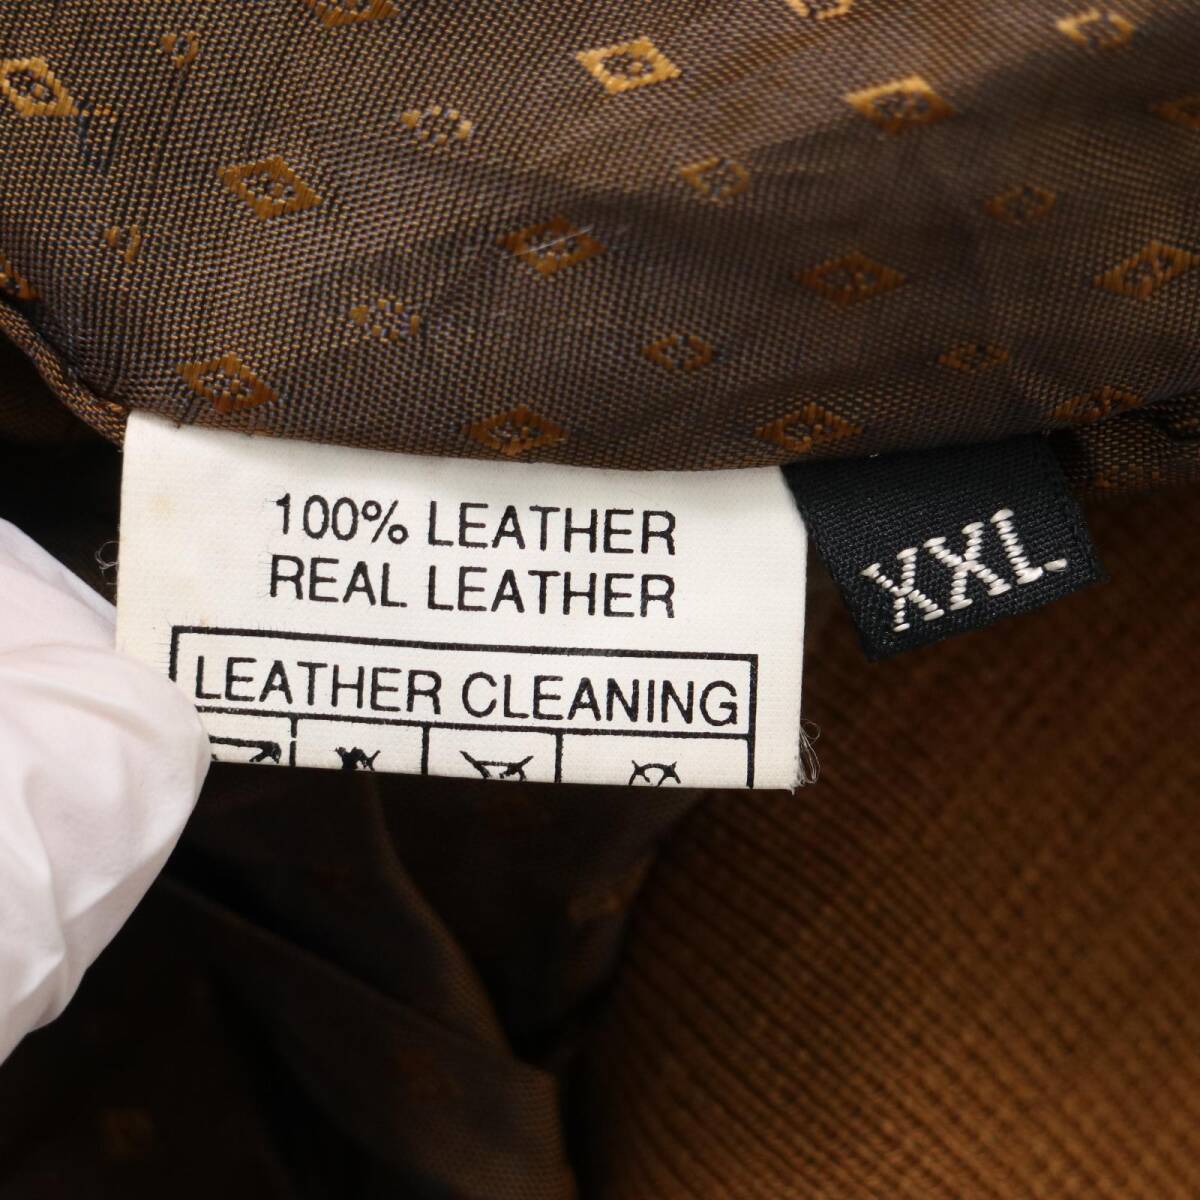 100% LEATHER
REAL LEATHER
LEATHER CLEANING
XXL